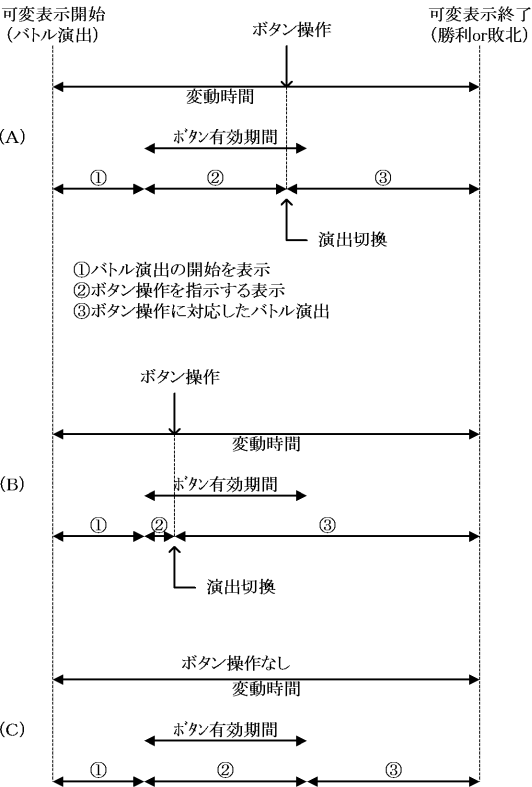 可変表示開始
(バトル演出)
ボタン操作
可変表示終了
(勝利or敗北)
変動時間
(A)
ボタン有効期間
① ② ③
演出切換
①バトル演出の開始を表示
②ボタン操作を指示する表示
③ボタン操作に対応したバトル演出
ボタン操作
変動時間
(B)
ボタン有効期間
① ② ③
演出切換
ボタン操作なし
変動時間
(C)
ボタン有効期間
① ② ③